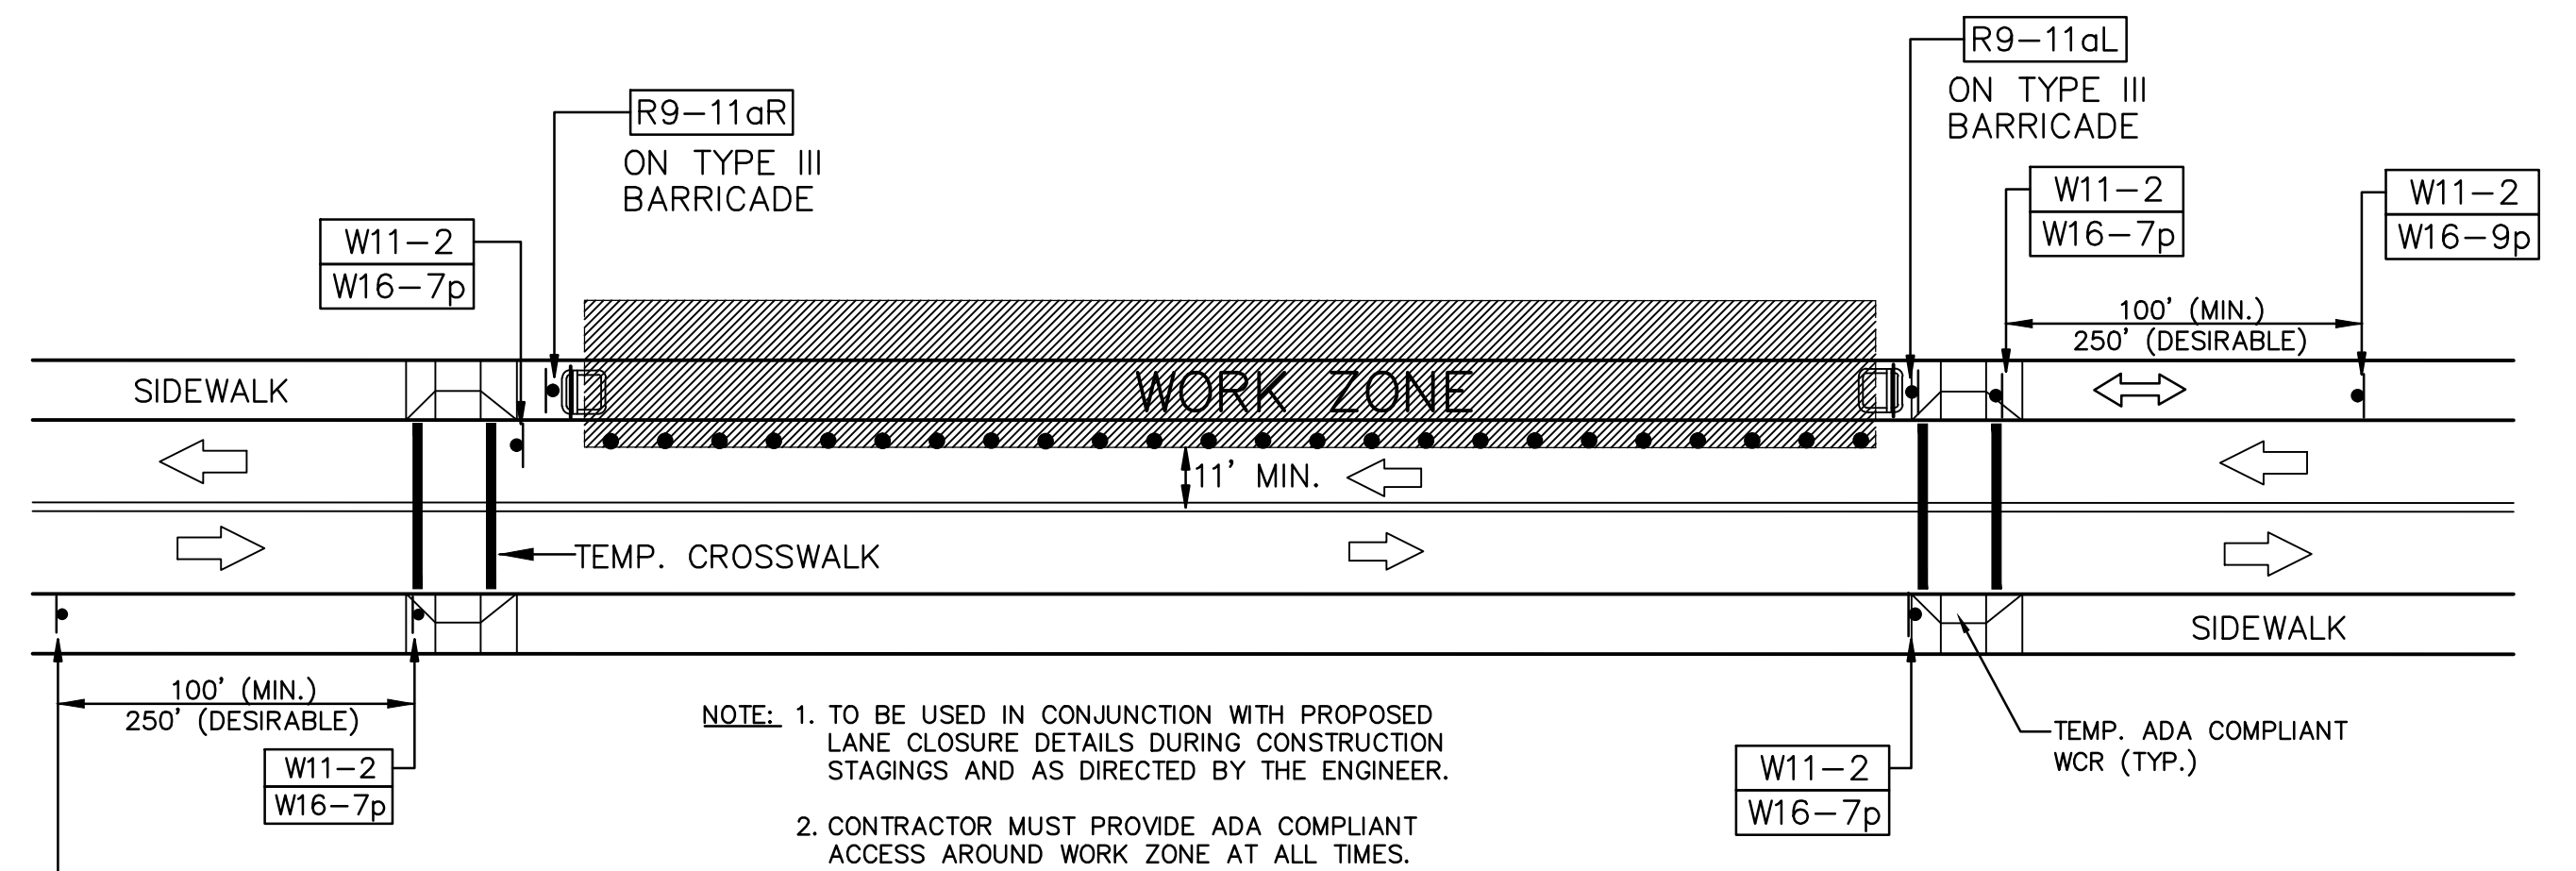 R9-11aL
ON TYPE III
BARRICADE
R9-11aR
ON TYPE III
BARRICADE
W11-2
W16-7p
W11-2
W16-9p
W11-2
W16-7p
100' (MIN.)
250' (DESIRABLE)
SIDEWALK
WORK ZONE
11' MIN.
TEMP. CROSSWALK
SIDEWALK
100' (MIN.)
250' (DESIRABLE)
W11-2
W16-7p
NOTE: 1. TO BE USED IN CONJUNCTION WITH PROPOSED
LANE CLOSURE DETAILS DURING CONSTRUCTION
STAGINGS AND AS DIRECTED BY THE ENGINEER.
2. CONTRACTOR MUST PROVIDE ADA COMPLIANT
ACCESS AROUND WORK ZONE AT ALL TIMES.
W11-2
W16-7p
TEMP. ADA COMPLIANT
WCR (TYP.)